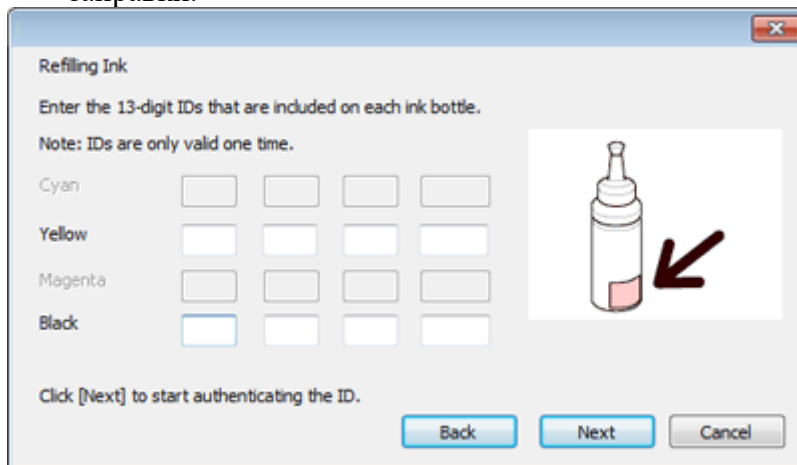 Refilling Ink
Enter the 13-digit IDs that are included on each ink bottle.
Note: IDs are only valid one time.
Cyan
Yellow
Magenta
Black
Click [Next] to start authenticating the ID.
Back Next Cancel